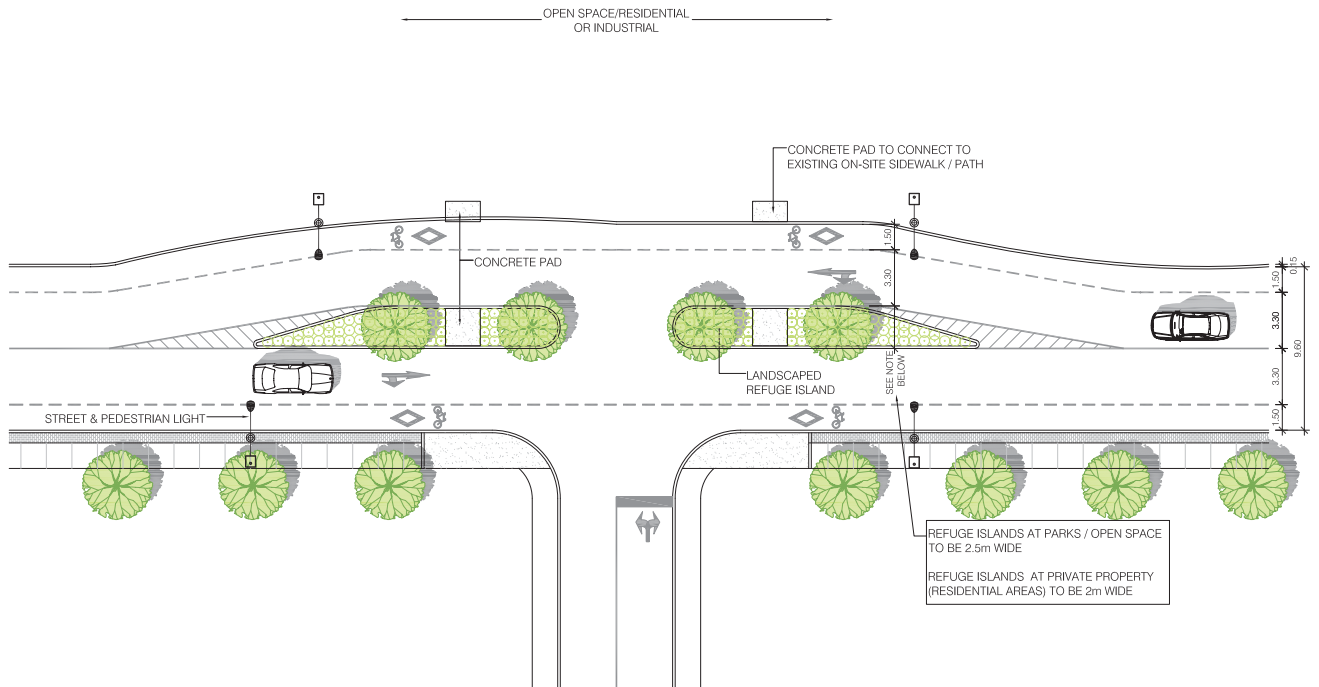 OPEN SPACE/RESIDENTIAL
OR INDUSTRIAL
CONCRETE PAD TO CONNECT TO
EXISTING ON-SITE SIDEWALK / PATH
CONCRETE PAD
1.50
3.30
0.15
1.50
3.30
9.60
3.30
1.50
SEE NOTE
BELOW
LANDSCAPED
REFUGE ISLAND
STREET & PEDESTRIAN LIGHT
REFUGE ISLANDS AT PARKS / OPEN SPACE
TO BE 2.5m WIDE
REFUGE ISLANDS AT PRIVATE PROPERTY
(RESIDENTIAL AREAS) TO BE 2m WIDE